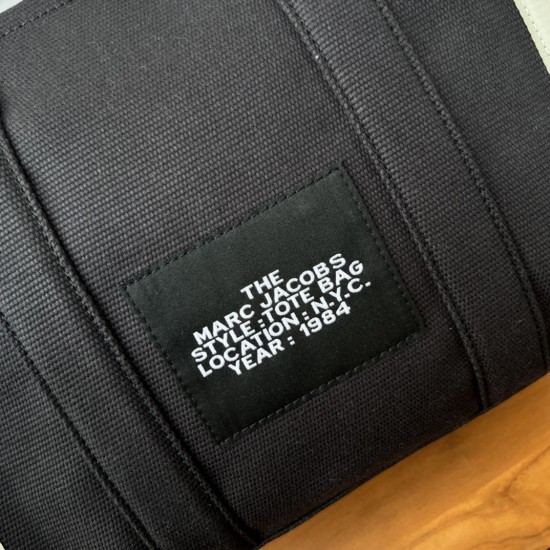 THE
MARC JACOBS
STYLE : TOTE BAG
LOCATION : N.Y.C.
YEAR : 1984